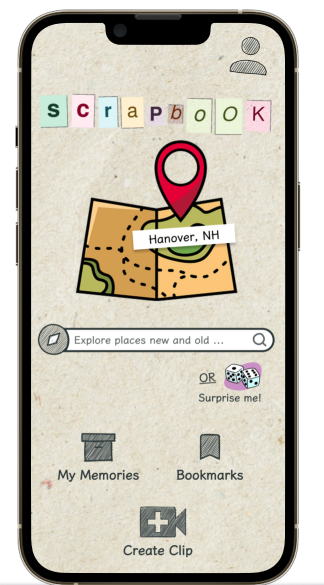 scrapbooK
Hanover, NH
Explore places new and old ...
OR
Surprise me!
My Memories
Bookmarks
Create Clip